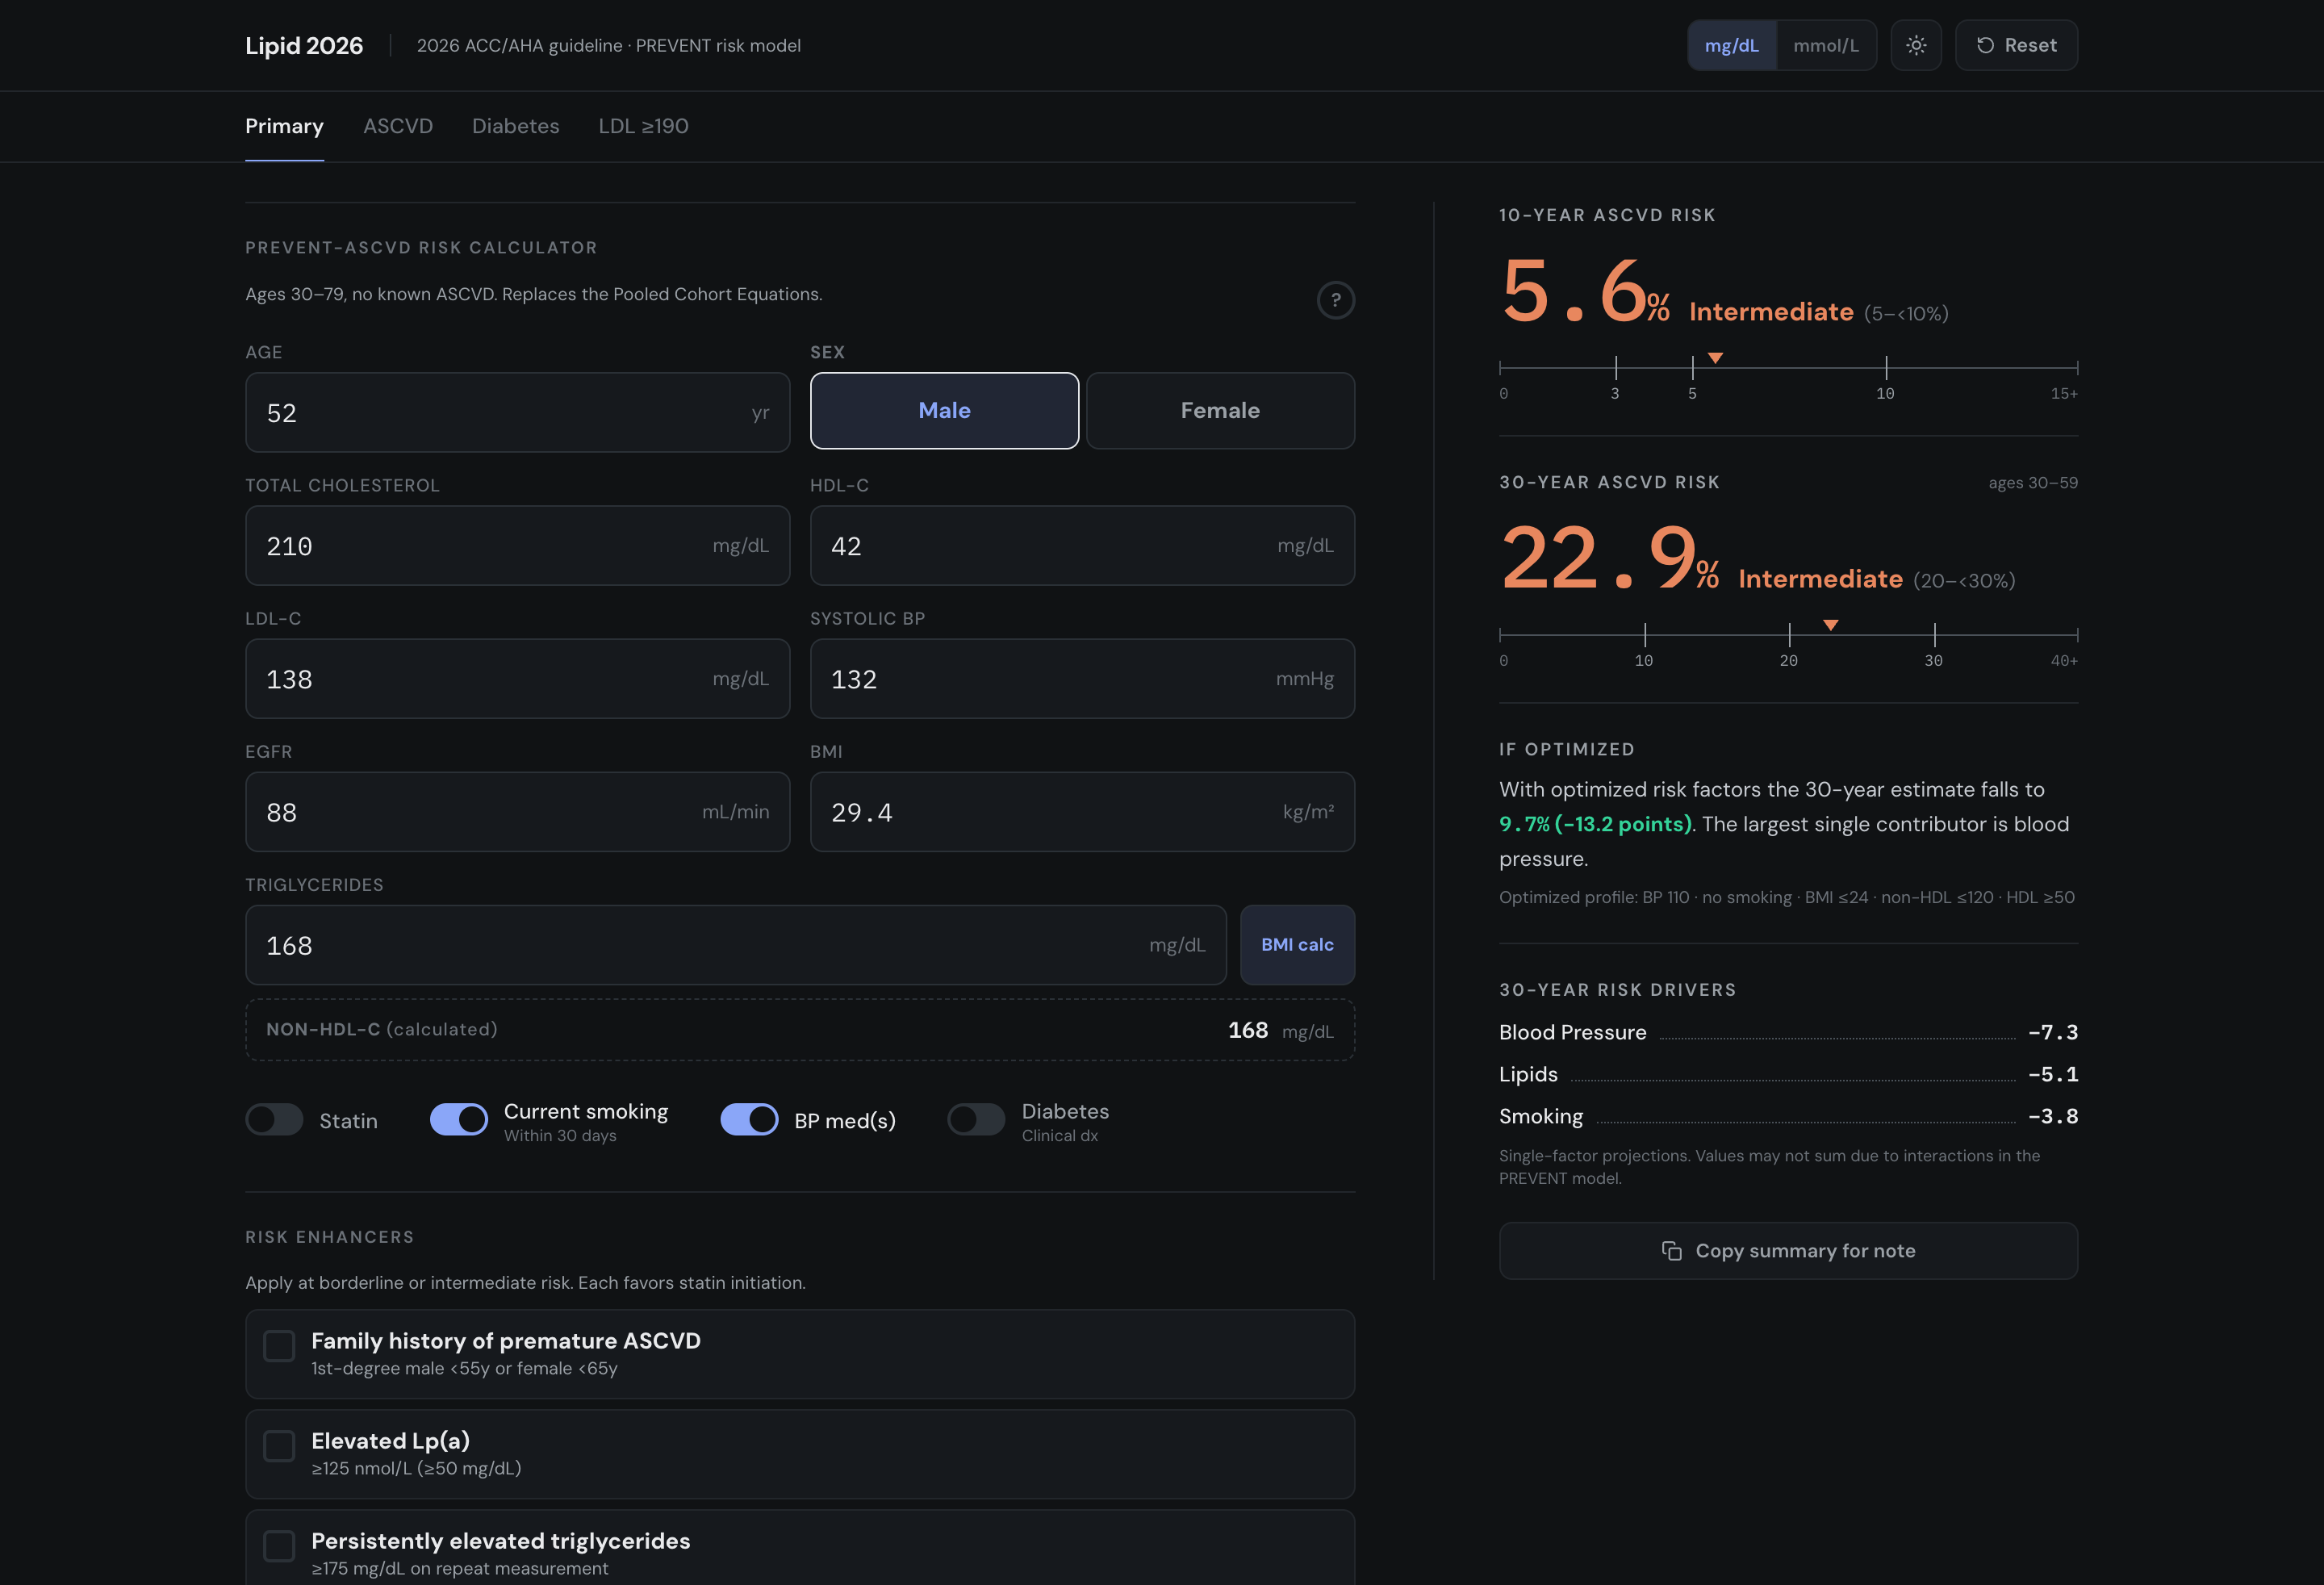 Lipid 2026
2026 ACC/AHA guideline · PREVENT risk model
mg/dL
mmol/L
Reset
Primary
ASCVD
Diabetes
LDL ≥190
PREVENT-ASCVD RISK CALCULATOR
Ages 30–79, no known ASCVD. Replaces the Pooled Cohort Equations.
?
AGE
52 yr
SEX
Male
Female
TOTAL CHOLESTEROL
210 mg/dL
HDL-C
42 mg/dL
LDL-C
138 mg/dL
SYSTOLIC BP
132 mmHg
EGFR
88 mL/min
BMI
29.4 kg/m²
TRIGLYCERIDES
168 mg/dL
BMI calc
NON-HDL-C (calculated) 168 mg/dL
Statin
Current smoking
Within 30 days
BP med(s)
Diabetes
Clinical dx
RISK ENHANCERS
Apply at borderline or intermediate risk. Each favors statin initiation.
Family history of premature ASCVD
1st-degree male <55y or female <65y
Elevated Lp(a)
≥125 nmol/L (≥50 mg/dL)
Persistently elevated triglycerides
≥175 mg/dL on repeat measurement
10-YEAR ASCVD RISK
5.6% Intermediate (5–<10%)
0 3 5 10 15+
30-YEAR ASCVD RISK ages 30–59
22.9% Intermediate (20–<30%)
0 10 20 30 40+
IF OPTIMIZED
With optimized risk factors the 30-year estimate falls to
9.7% (−13.2 points). The largest single contributor is blood
pressure.
Optimized profile: BP 110 · no smoking · BMI ≤24 · non-HDL ≤120 · HDL ≥50
30-YEAR RISK DRIVERS
Blood Pressure −7.3
Lipids −5.1
Smoking −3.8
Single-factor projections. Values may not sum due to interactions in the
PREVENT model.
Copy summary for note